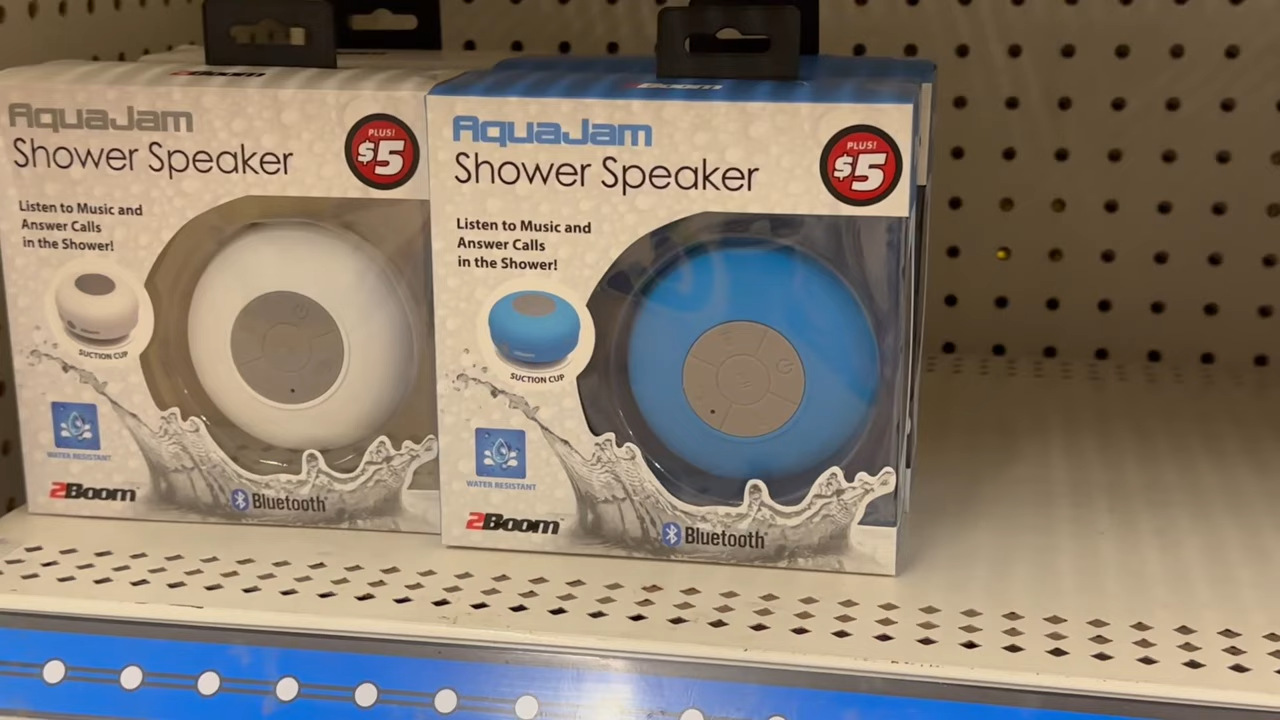 AquaJam
Shower Speaker
PLUS!
$5
Listen to Music and
Answer Calls
in the Shower!
SUCTION CUP
WATER RESISTANT
2Boom
Bluetooth
2Boom
AquaJam
Shower Speaker
PLUS!
$5
Listen to Music and
Answer Calls
in the Shower!
SUCTION CUP
WATER RESISTANT
2Boom
Bluetooth